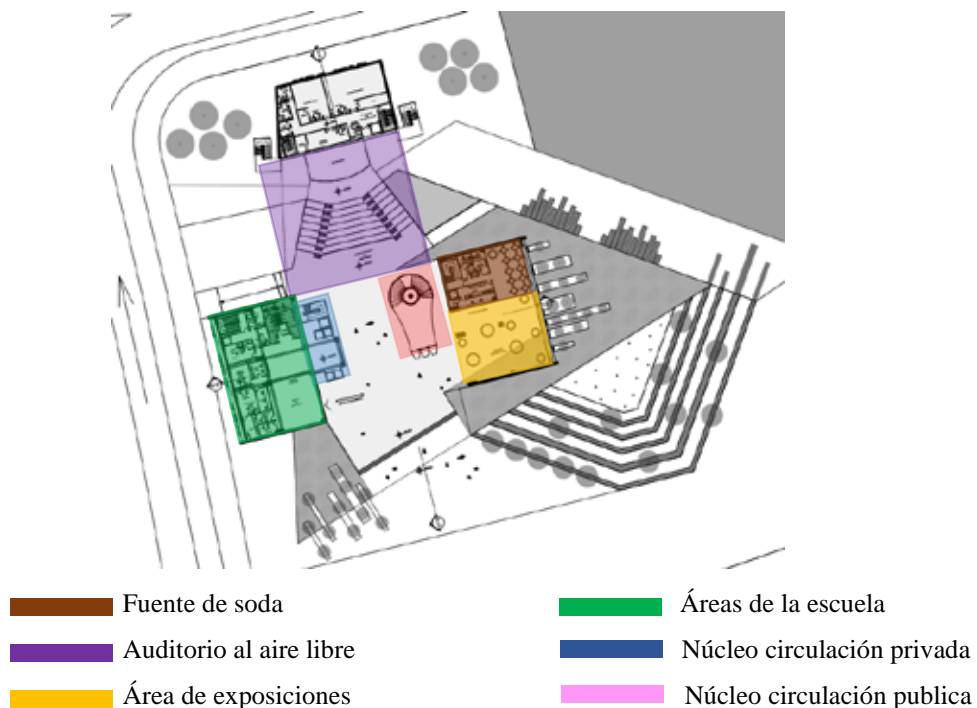 Fuente de soda
Áreas de la escuela
Auditorio al aire libre
Núcleo circulación privada
Área de exposiciones
Núcleo circulación publica